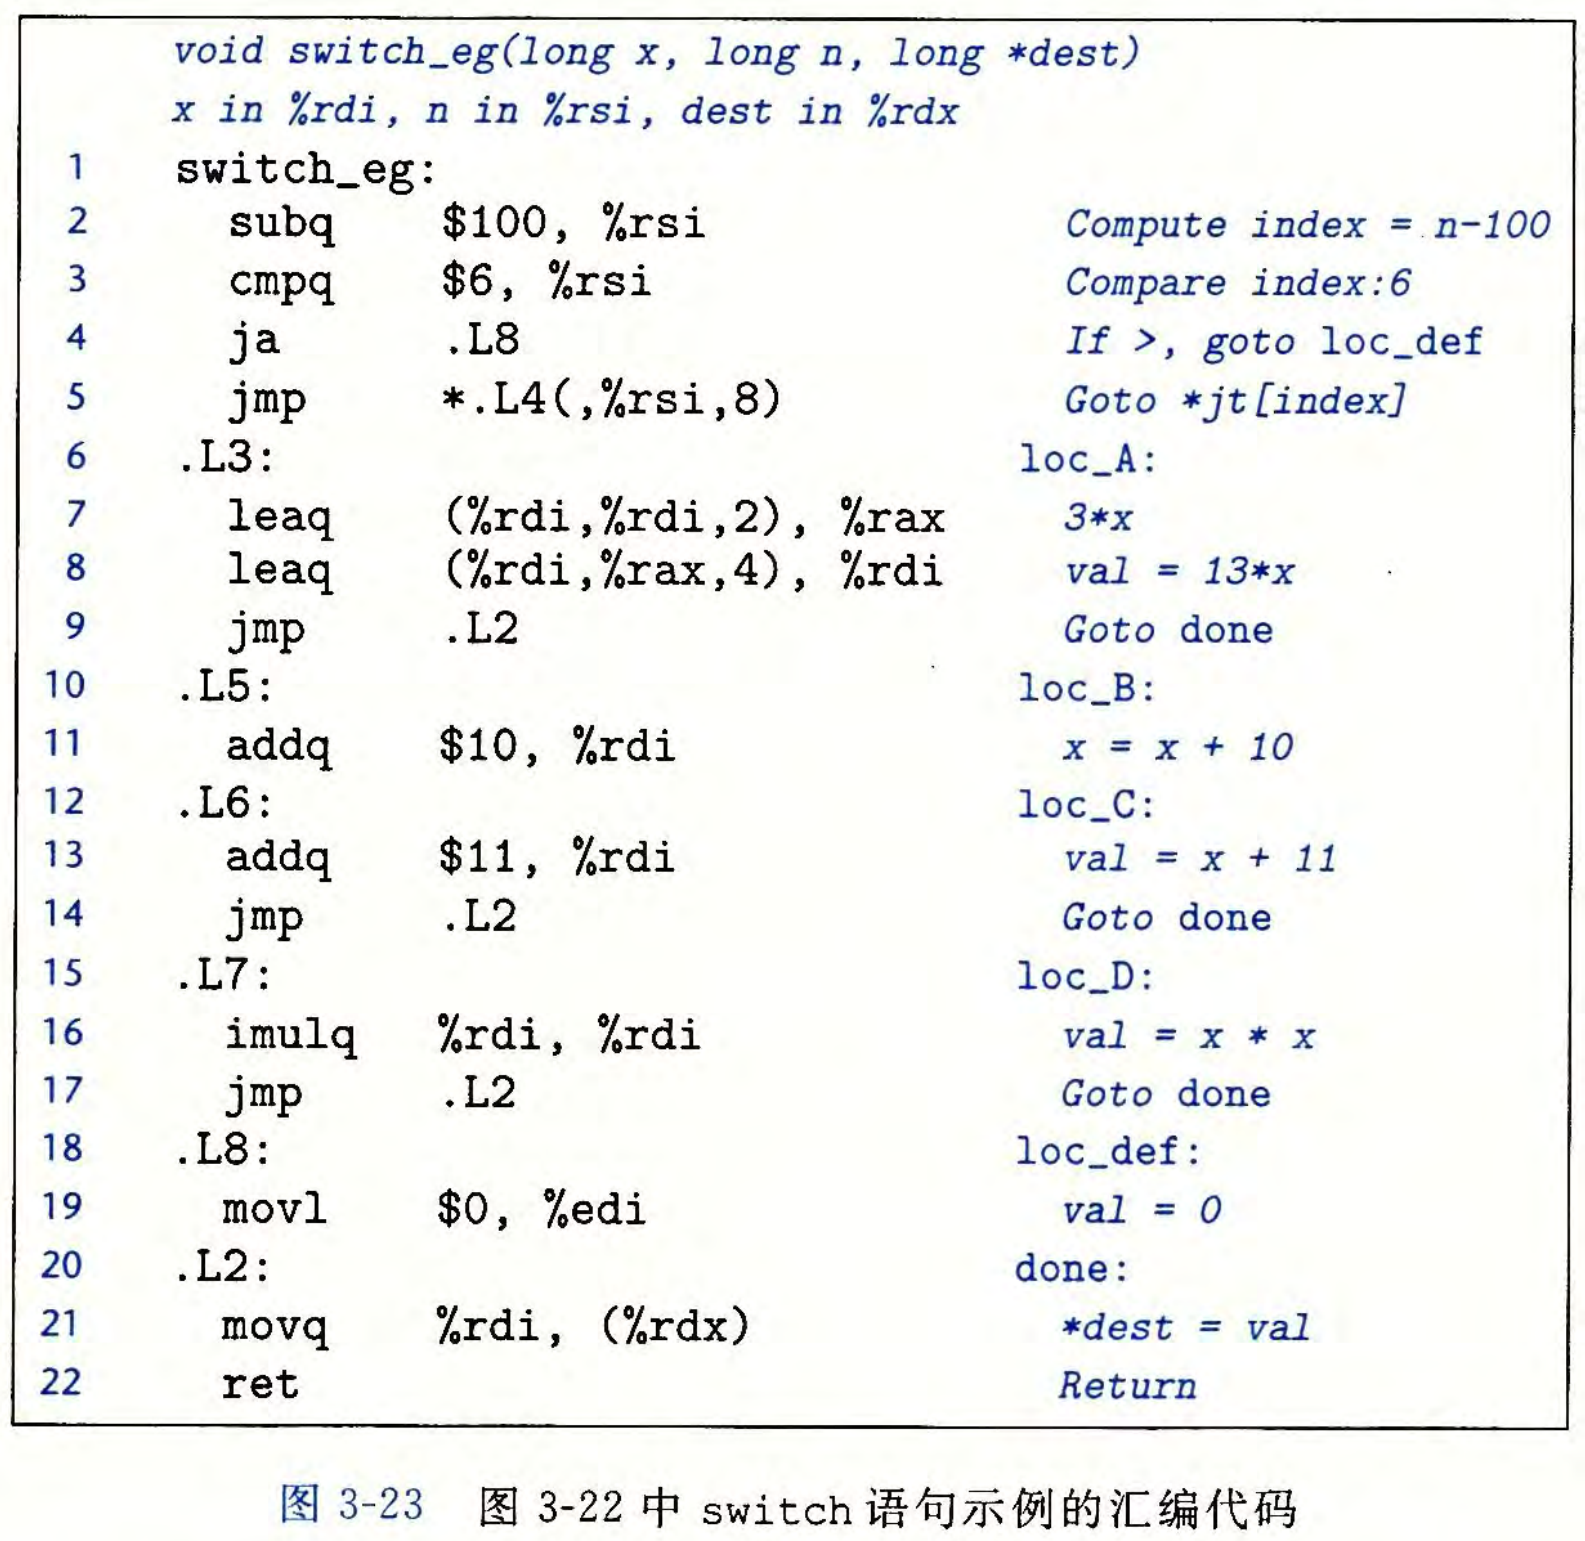 void switch_eg(long x, long n, long *dest)
x in %rdi, n in %rsi, dest in %rdx
1 switch_eg:
2 subq $100, %rsi Compute index = n-100
3 cmpq $6, %rsi Compare index:6
4 ja .L8 If >, goto loc_def
5 jmp *.L4(,%rsi,8) Goto *jt[index]
6 .L3: loc_A:
7 leaq (%rdi,%rdi,2), %rax 3*x
8 leaq (%rdi,%rax,4), %rdi val = 13*x
9 jmp .L2 Goto done
10 .L5: loc_B:
11 addq $10, %rdi x = x + 10
12 .L6: loc_C:
13 addq $11, %rdi val = x + 11
14 jmp .L2 Goto done
15 .L7: loc_D:
16 imulq %rdi, %rdi val = x * x
17 jmp .L2 Goto done
18 .L8: loc_def:
19 movl $0, %edi val = 0
20 .L2: done:
21 movq %rdi, (%rdx) *dest = val
22 ret Return
图 3-23 图 3-22 中 switch 语句示例的汇编代码